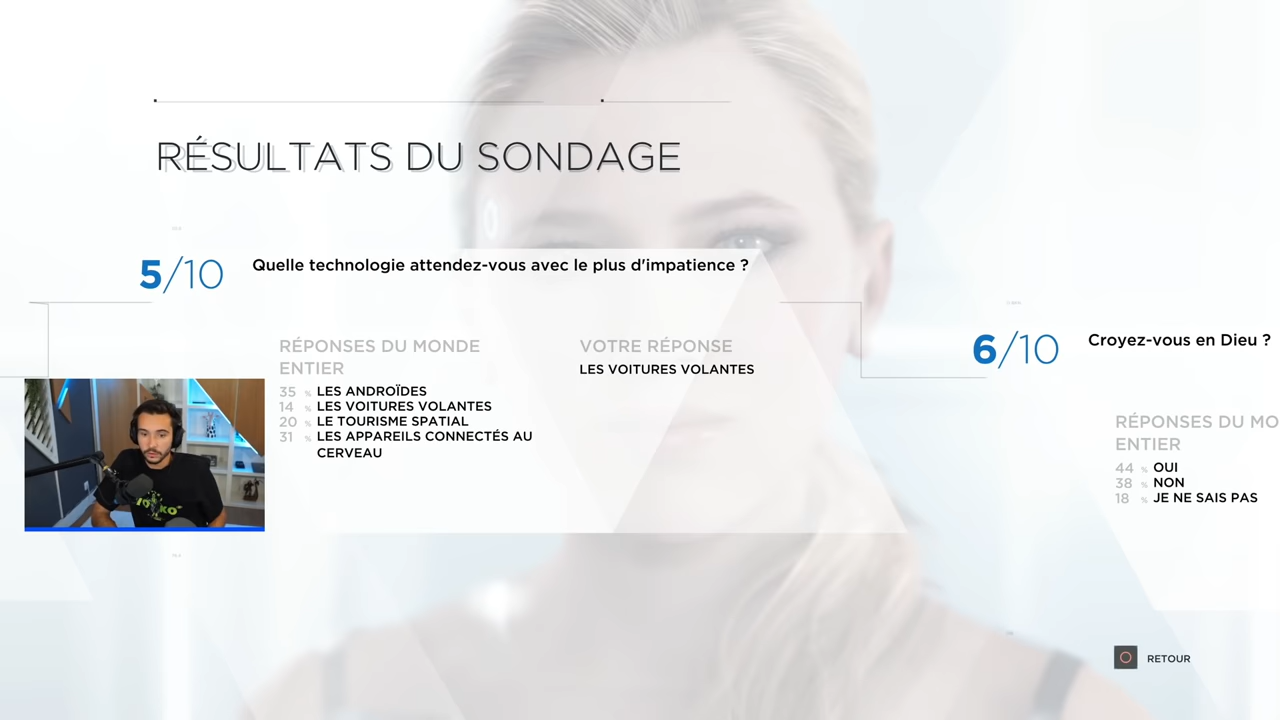 RÉSULTATS DU SONDAGE
5/10
Quelle technologie attendez-vous avec le plus d'impatience ?
RÉPONSES DU MONDE
ENTIER
35 % LES ANDROÏDES
14 % LES VOITURES VOLANTES
20 % LE TOURISME SPATIAL
31 % LES APPAREILS CONNECTÉS AU
CERVEAU
VOTRE RÉPONSE
LES VOITURES VOLANTES
6/10
Croyez-vous en Dieu ?
RÉPONSES DU MO
ENTIER
44 % OUI
38 % NON
18 % JE NE SAIS PAS
RETOUR